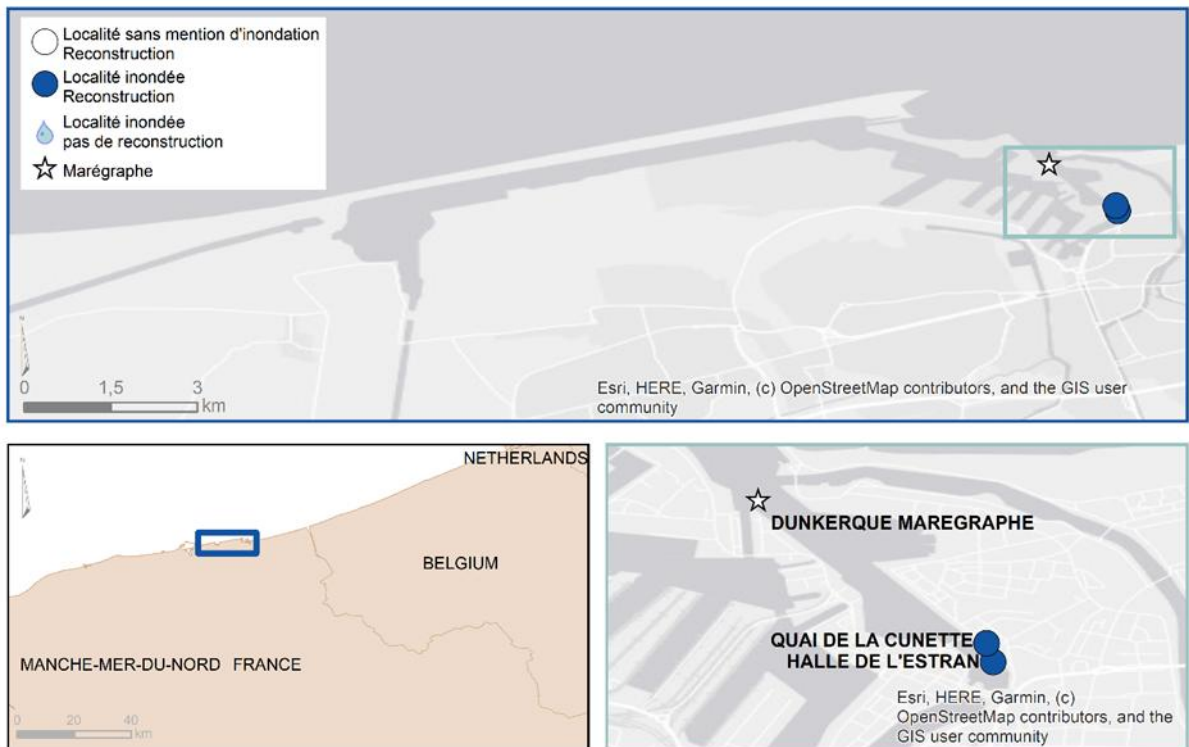 Localité sans mention d'inondation
Reconstruction
Localité inondée
Reconstruction
Localité inondée
pas de reconstruction
Marégraphe
N
0 1,5 3
km
Esri, HERE, Garmin, (c) OpenStreetMap contributors, and the GIS user
community
N
NETHERLANDS
BELGIUM
MANCHE-MER-DU-NORD FRANCE
0 20 40
km
DUNKERQUE MAREGRAPHE
QUAI DE LA CUNETTE
HALLE DE L'ESTRAN
Esri, HERE, Garmin, (c)
OpenStreetMap contributors, and the
GIS user community